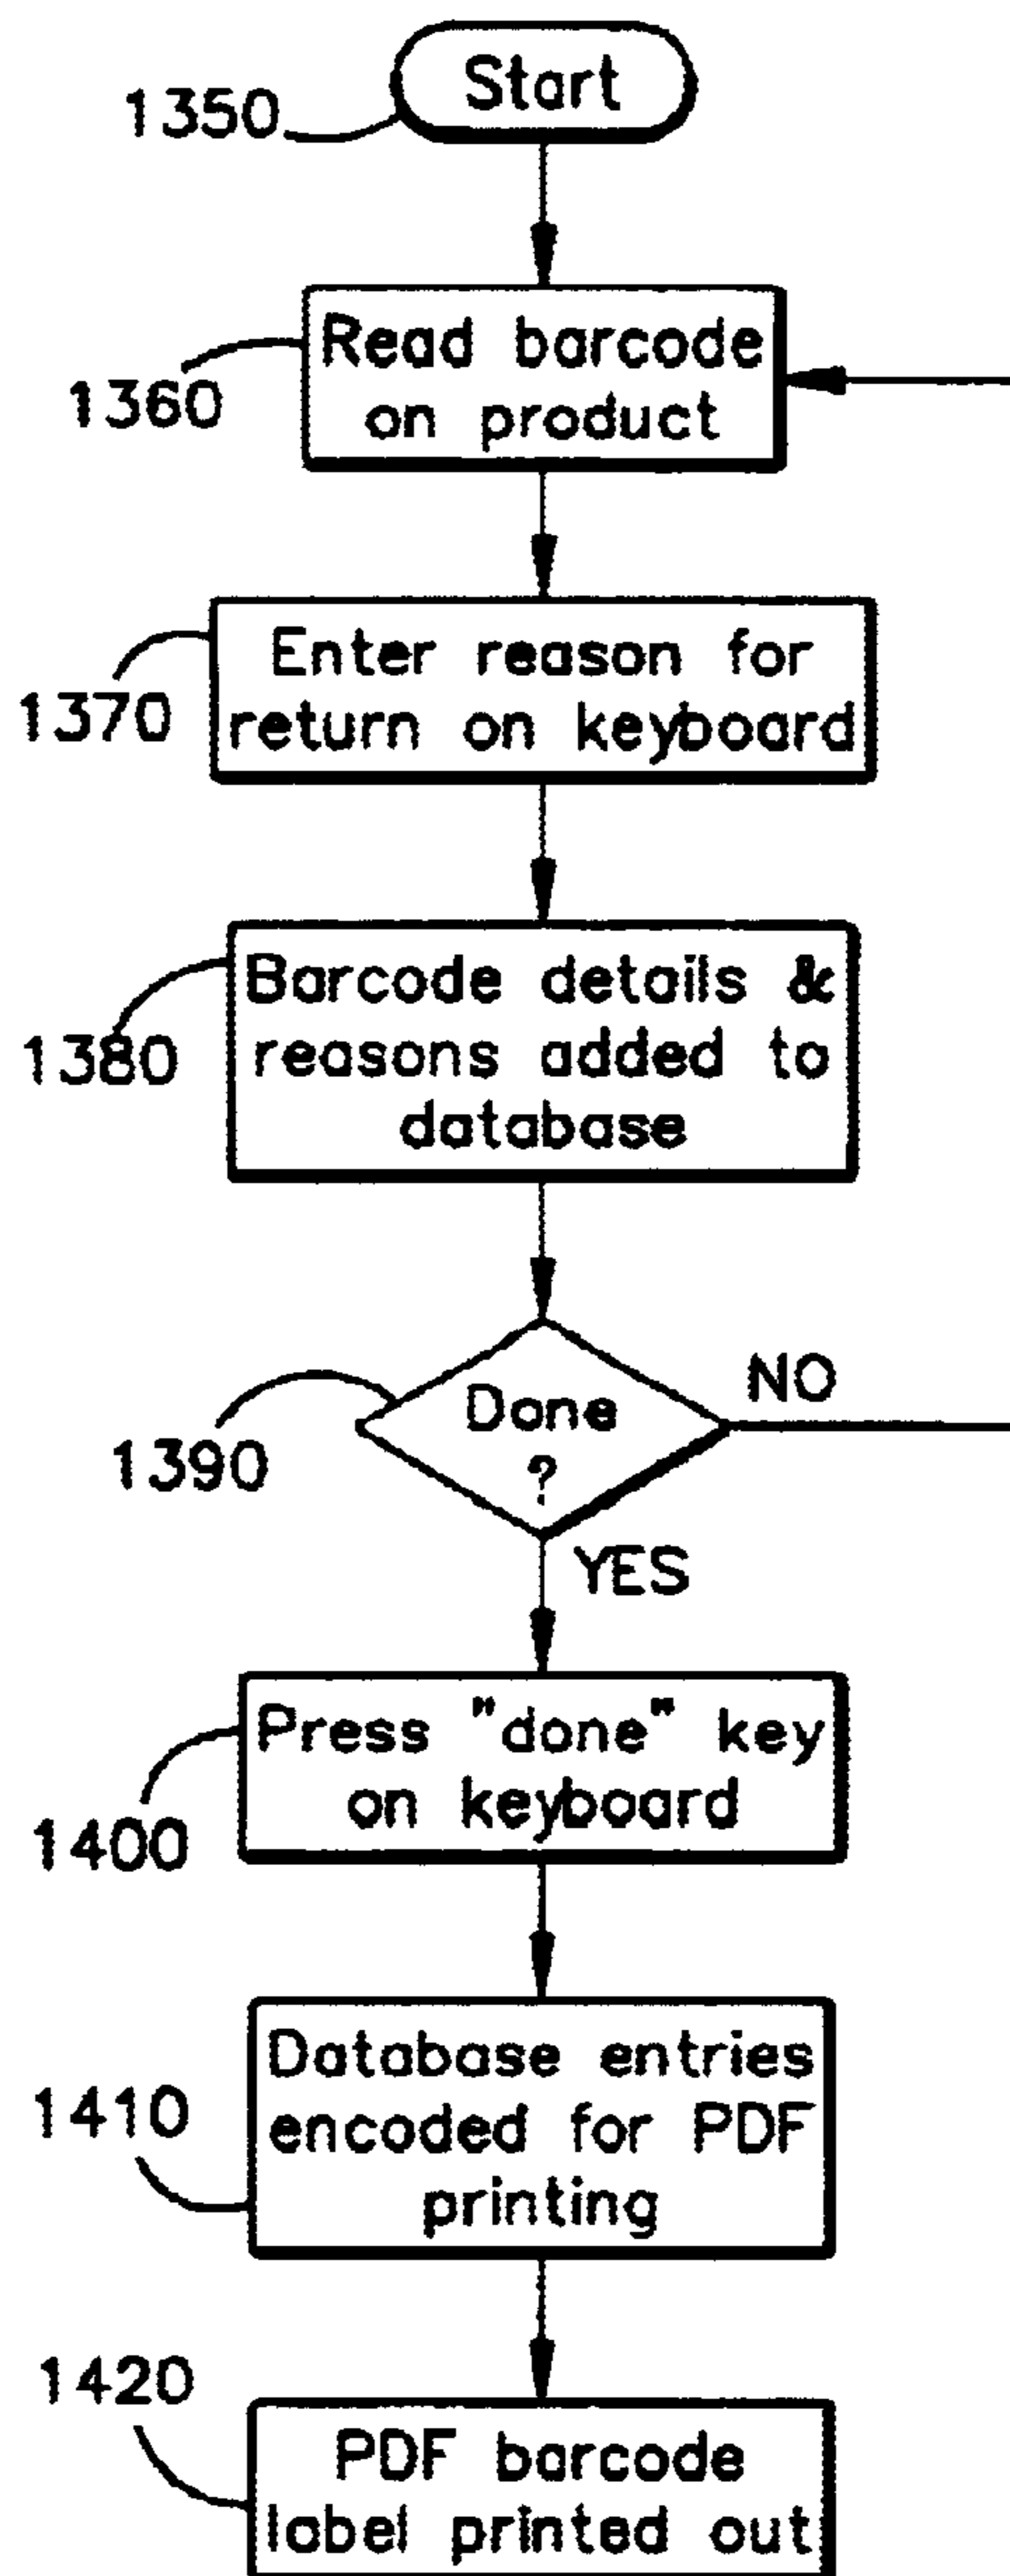 Start
1350
Read barcode
on product
1360
Enter reason for
return on keyboard
1370
Barcode details &
reasons added to
database
1380
Done
?
NO
1390
YES
Press "done" key
on keyboard
1400
Database entries
encoded for PDF
printing
1410
1420
PDF barcode
label printed out